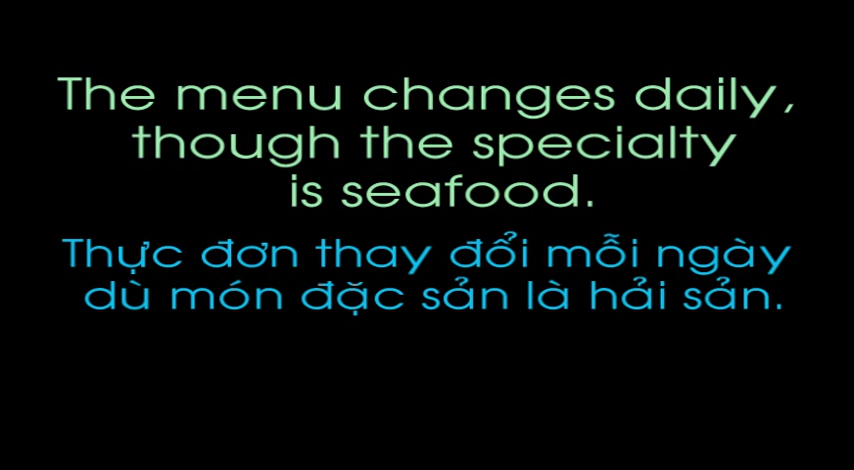 The menu changes daily,
though the specialty
is seafood.
Thực đơn thay đổi mỗi ngày
dù món đặc sản là hải sản.